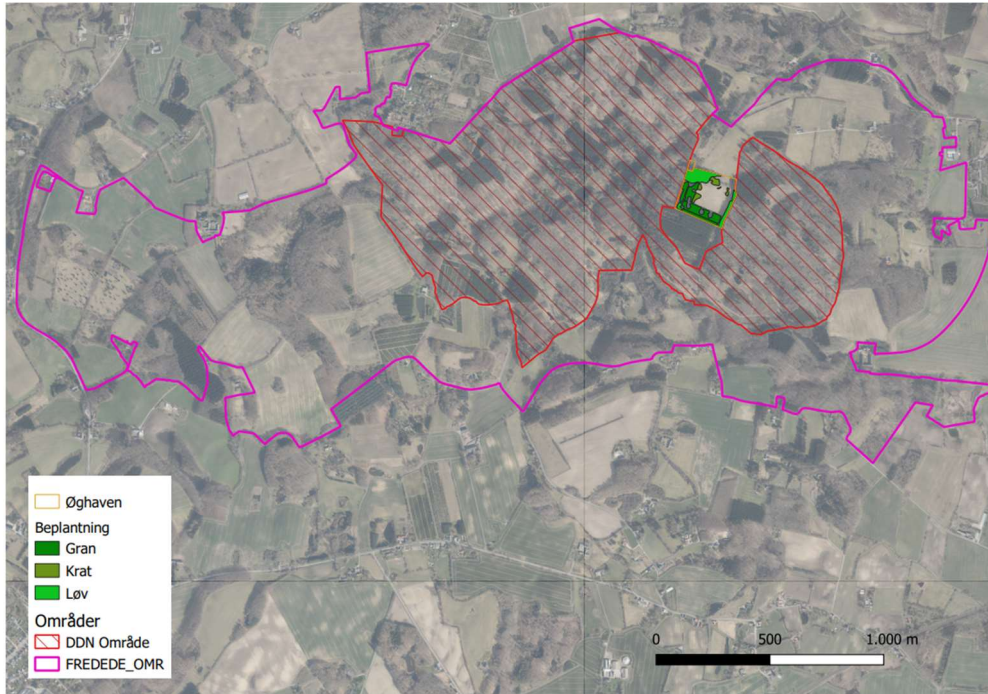 Øghaven
Beplantning
Gran
Krat
Løv
Områder
DDN Område
FREDEDE_OMR
0 500 1.000 m